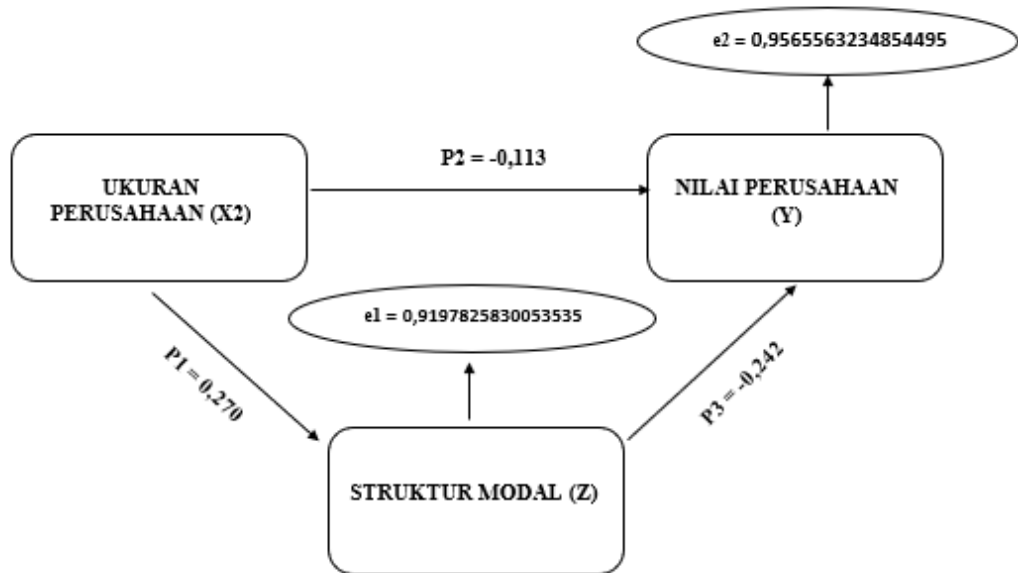 e2 = 0,9565563234854495
P2 = -0,113
UKURAN
PERUSAHAAN (X2)
NILAI PERUSAHAAN
(Y)
e1 = 0,9197825830053535
P1 = 0,270
P3 = -0,242
STRUKTUR MODAL (Z)